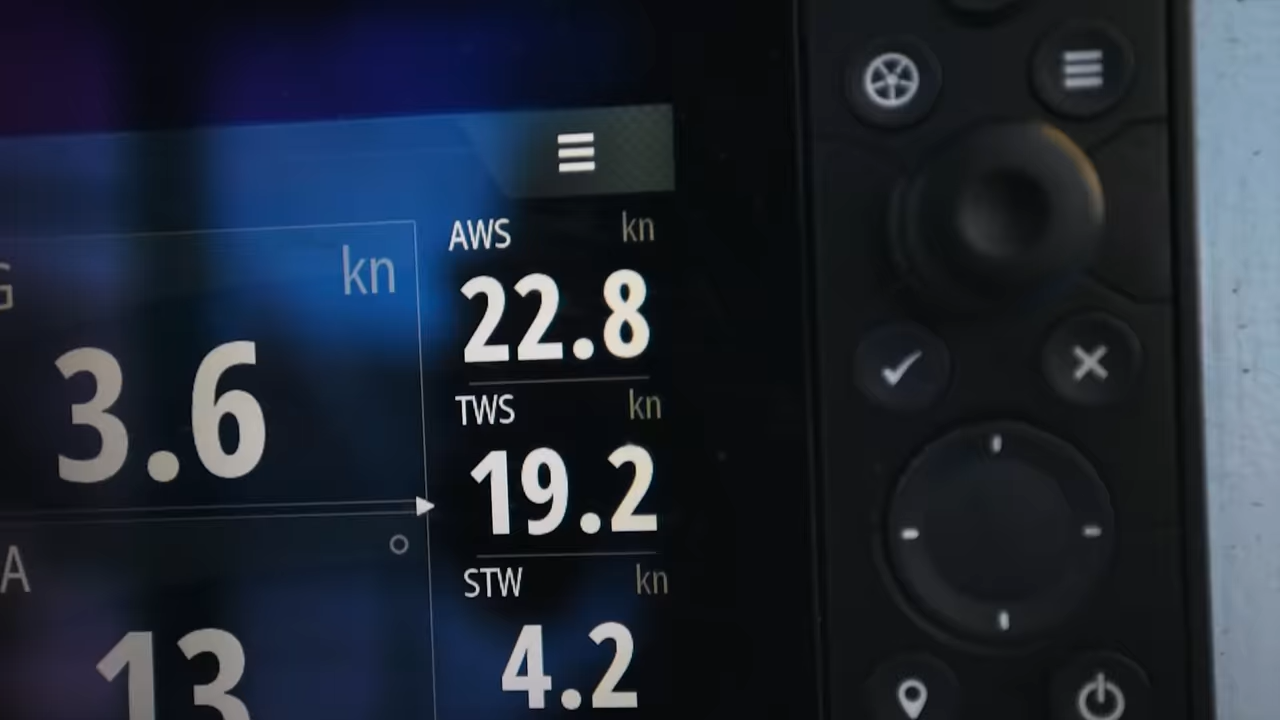 AWS kn
22.8
G kn
3.6
TWS kn
19.2
STW kn
A °
13
4.2